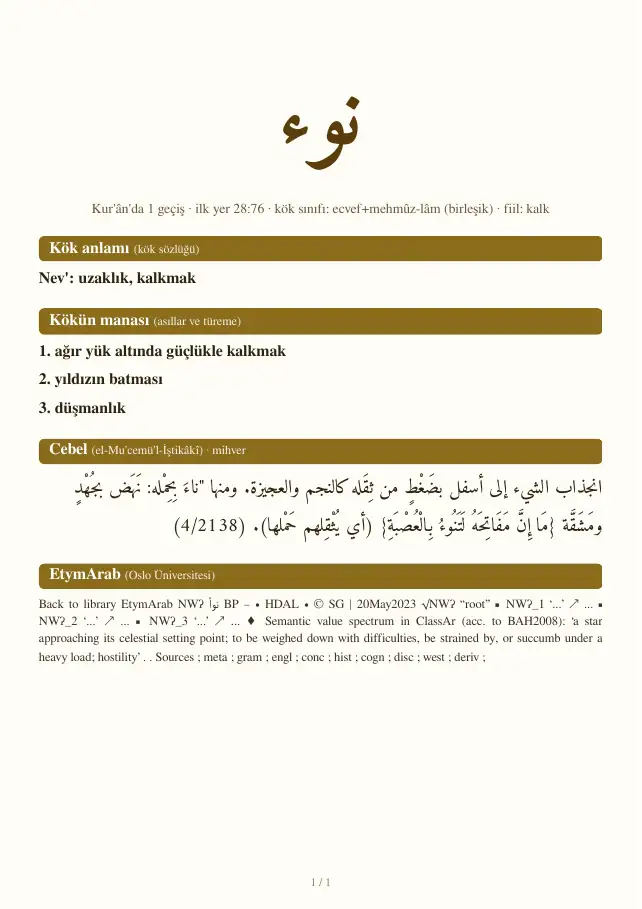 نوء
Kur'ân'da 1 geçiş · ilk yer 28:76 · kök sınıfı: ecvef+mehmûz-lâm (birleşik) · fiil: kalk
Kök anlamı (kök sözlüğü)
Nev': uzaklık, kalkmak
Kökün manası (asıllar ve türeme)
1. ağır yük altında güçlükle kalkmak
2. yıldızın batması
3. düşmanlık
Cebel (el-Mu'cemü'l-İştikâkî) · mihver
انجذاب الشيء إلى أسفل بضَغْطٍ من ثِقَله كالنجم والعجيزة. ومنها "ناءَ بِحِمْله: نَهَض بجُهْدٍ
ومَشَقَّة {مَا إِنَّ مَفَاتِحَهُ لَتَنُوءُ بِالْعُصْبَةِ} (أي يُثْقِلهم حَمْلها). (4/2138)
EtymArab (Oslo Üniversitesi)
Back to library EtymArab NWʔ نوأ BP – • HDAL • © SG | 20May2023 √NWʔ “root” ▪ NWʔ_1 ‘...’ ↗ ... ▪
NWʔ_2 ‘...’ ↗ ... ▪ NWʔ_3 ‘...’ ↗ ... ♦ Semantic value spectrum in ClassAr (acc. to BAH2008): ‘a star
approaching its celestial setting point; to be weighed down with difficulties, be strained by, or succumb under a
heavy load; hostility’ . . Sources ; meta ; gram ; engl ; conc ; hist ; cogn ; disc ; west ; deriv ;
1 / 1